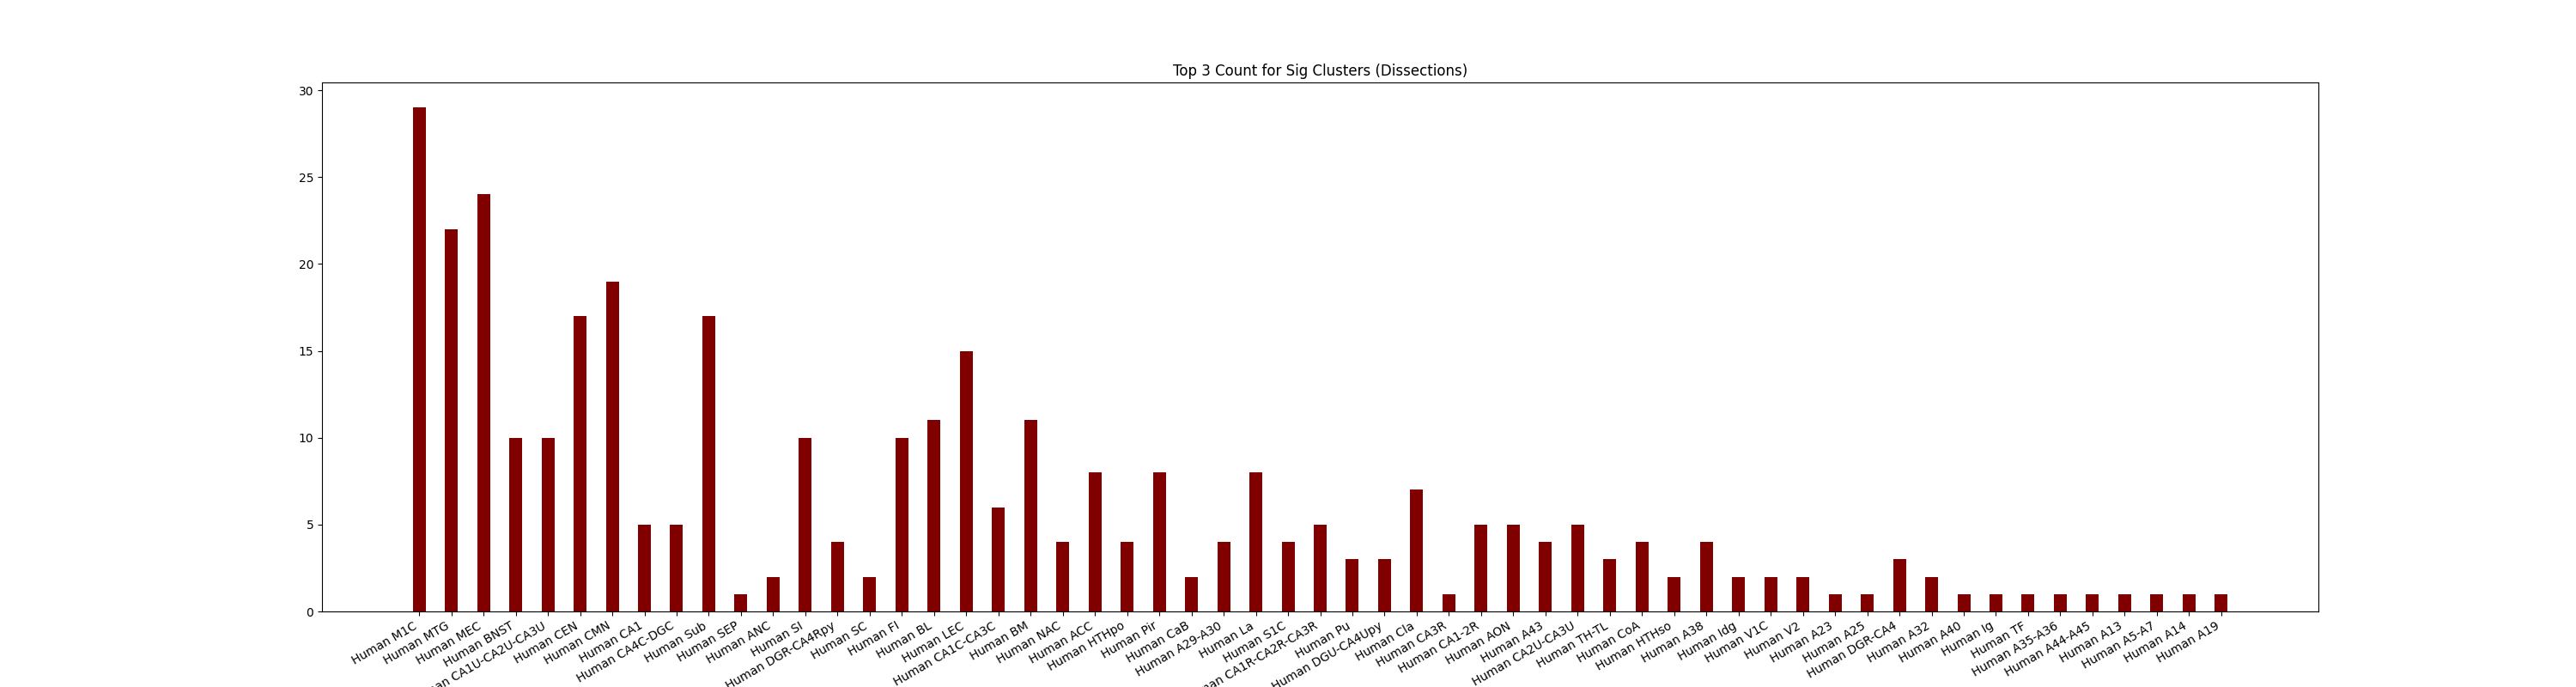 Top 3 Count for Sig Clusters (Dissections)
30
25
20
15
10
5
0
Human M1C
Human MTG
Human MEC
Human BNST
CA1U-CA2U-CA3U
Human CEN
Human CMN
Human CA1
Human CA4C-DGC
Human Sub
Human SEP
Human ANC
Human SI
Human DGR-CA4Rpy
Human SC
Human FI
Human BL
Human LEC
Human CA1C-CA3C
Human BM
Human NAC
Human ACC
Human HTHpo
Human Pir
Human CaB
Human A29-A30
Human La
Human S1C
CA1R-CA2R-CA3R
Human Pu
Human DGU-CA4Upy
Human Cla
Human CA3R
Human CA1-2R
Human AON
Human A43
Human CA2U-CA3U
Human TH-TL
Human CoA
Human HTHso
Human A38
Human Idg
Human V1C
Human V2
Human A23
Human A25
Human DGR-CA4
Human A32
Human A40
Human Ig
Human TF
Human A35-A36
Human A44-A45
Human A13
Human A5-A7
Human A14
Human A19